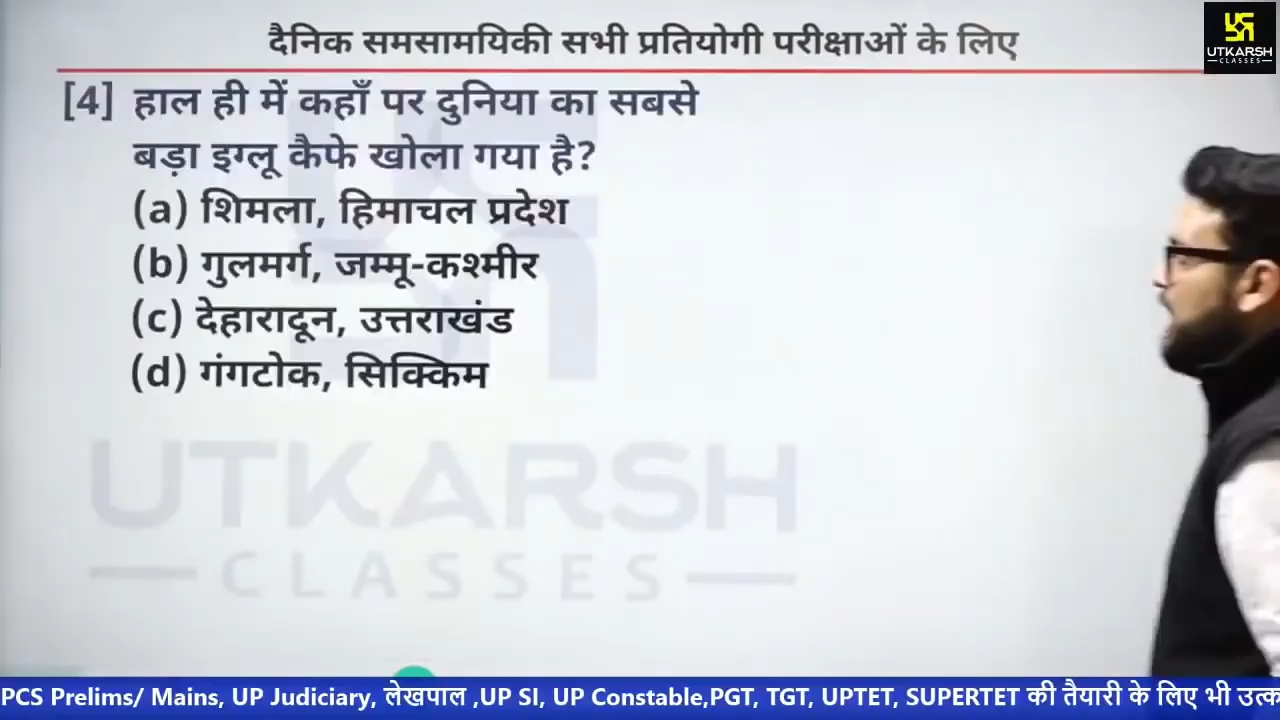 दैनिक समसामयिकी सभी प्रतियोगी परीक्षाओं के लिए
UTKARSH
CLASSES
[4] हाल ही में कहाँ पर दुनिया का सबसे
बड़ा इग्लू कैफे खोला गया है?
(a) शिमला, हिमाचल प्रदेश
(b) गुलमर्ग, जम्मू-कश्मीर
(c) देहारादून, उत्तराखंड
(d) गंगटोक, सिक्किम
UTKARSH
CLASSES
PCS Prelims/ Mains, UP Judiciary, लेखपाल ,UP SI, UP Constable,PGT, TGT, UPTET, SUPERTET की तैयारी के लिए भी उत्क